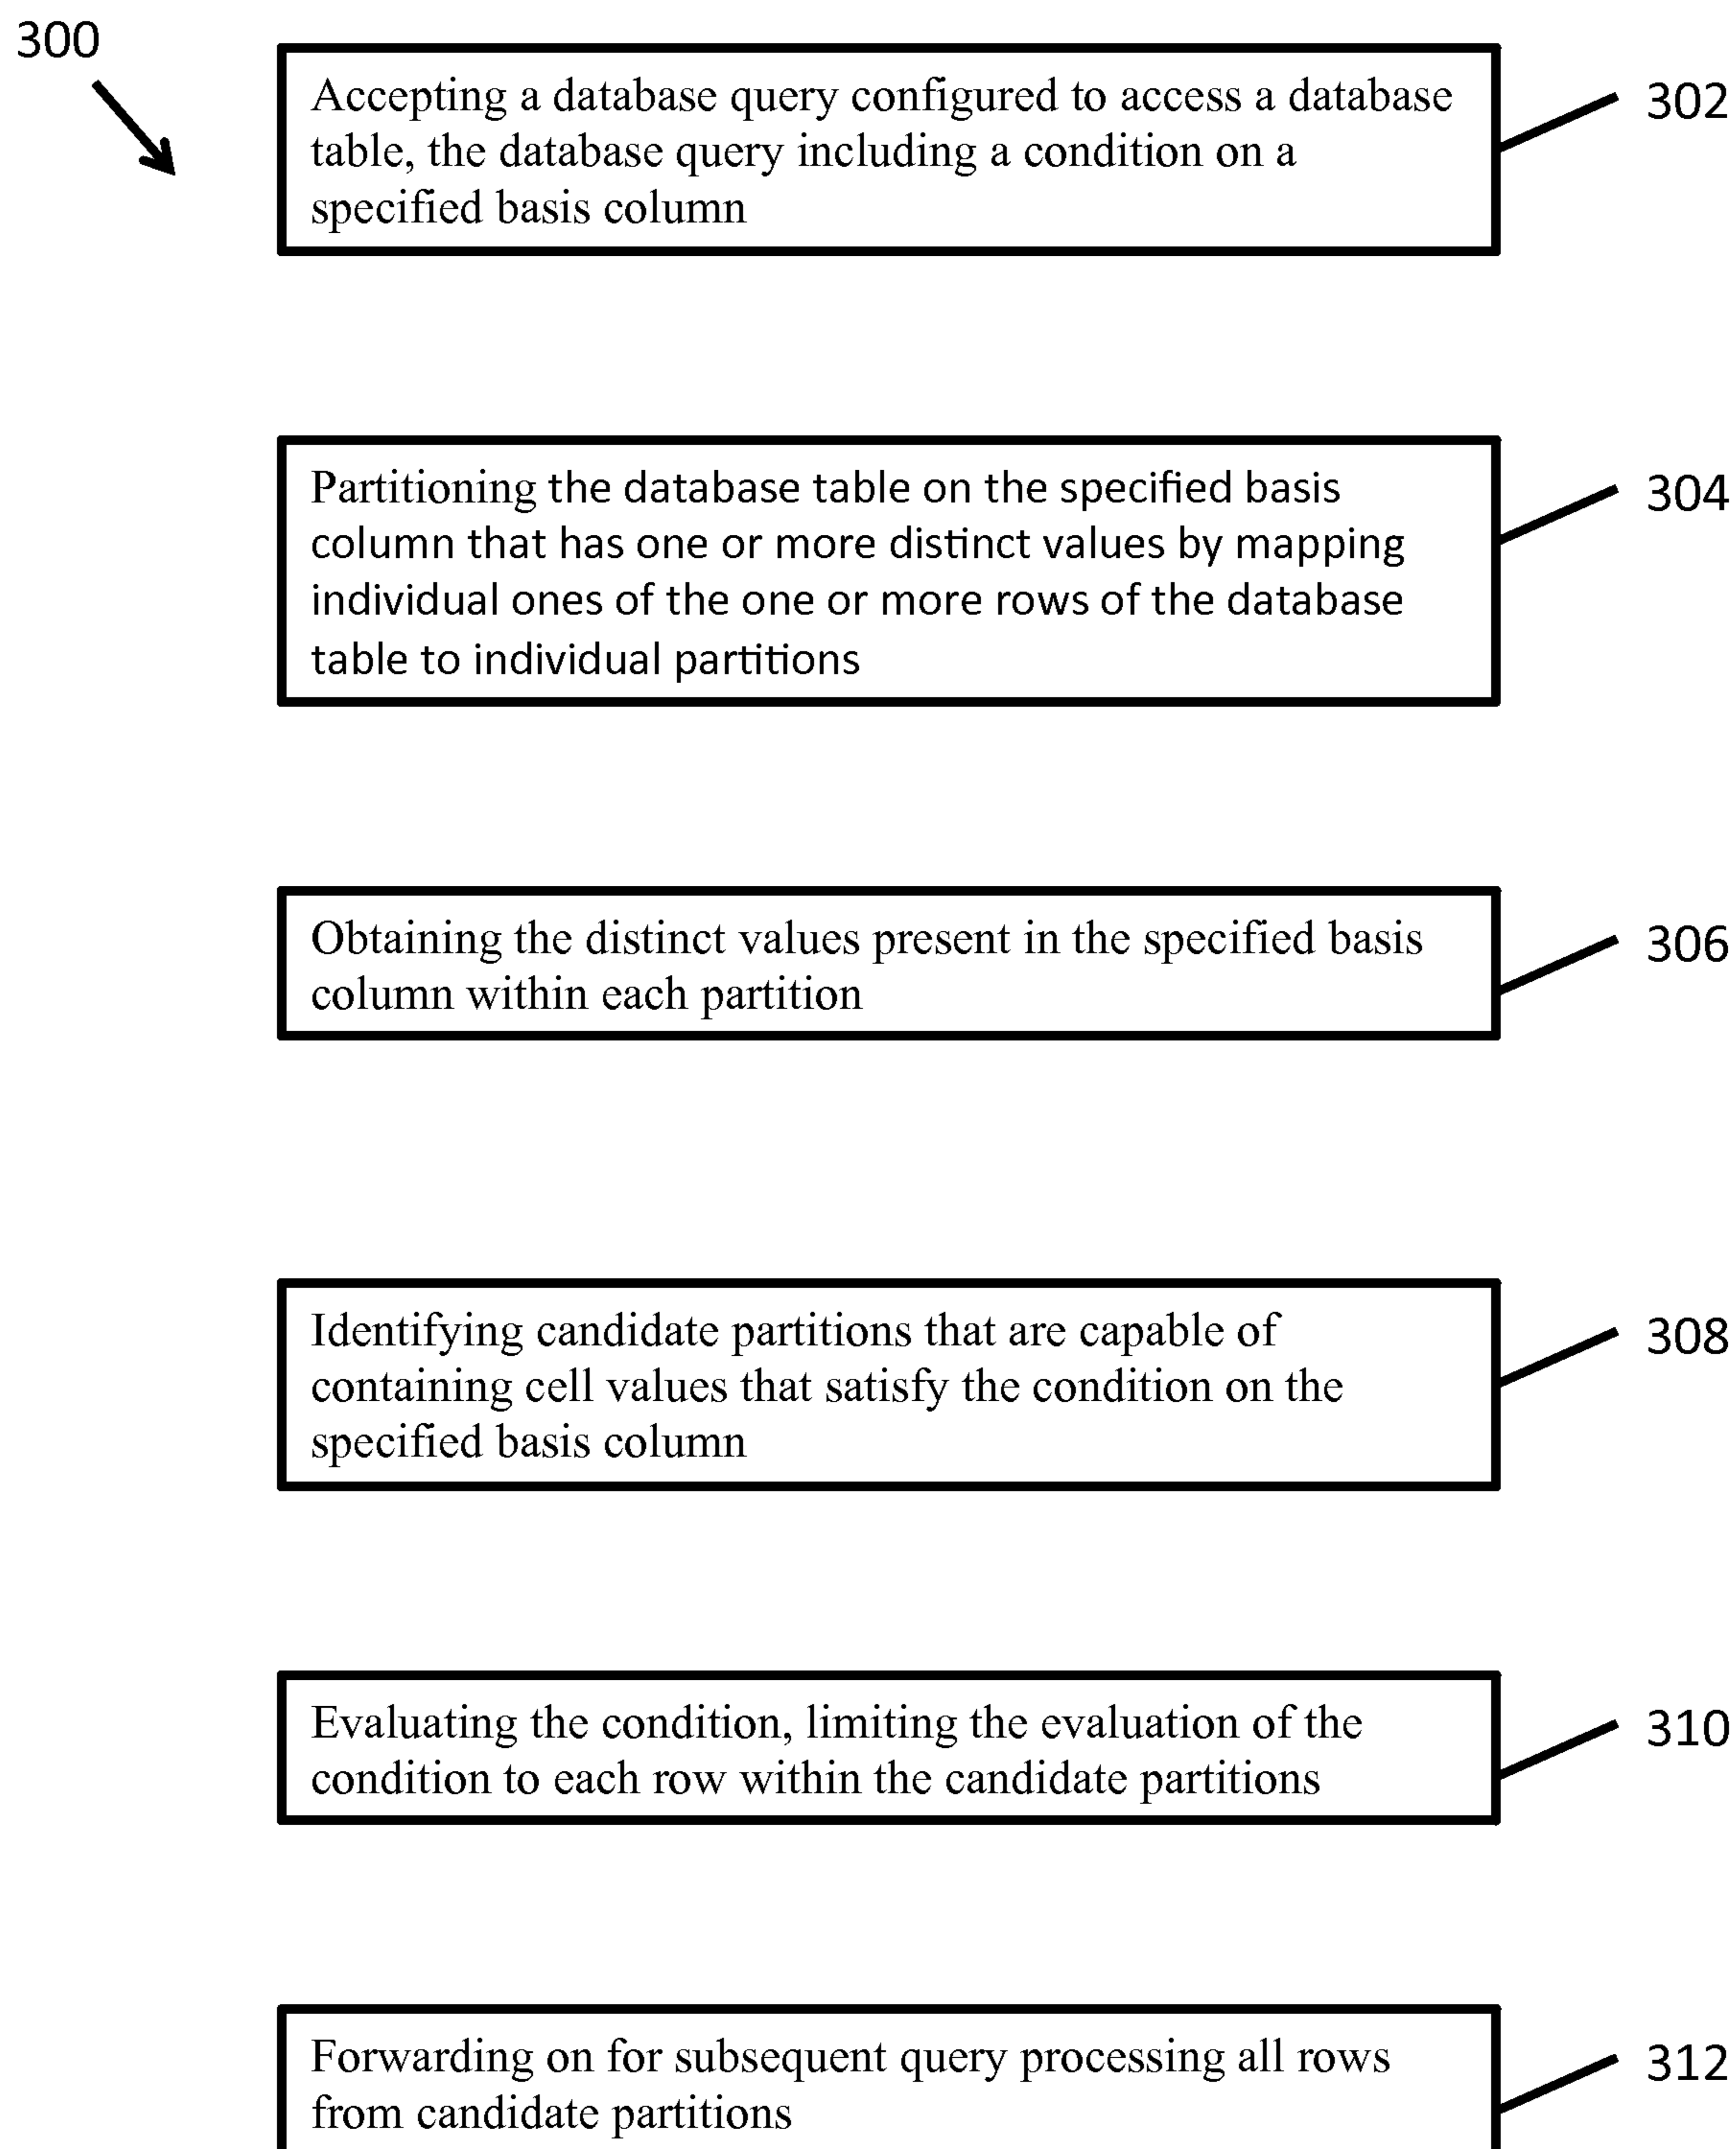 300
Accepting a database query configured to access a database
table, the database query including a condition on a
specified basis column
302
Partitioning the database table on the specified basis
column that has one or more distinct values by mapping
individual ones of the one or more rows of the database
table to individual partitions
304
Obtaining the distinct values present in the specified basis
column within each partition
306
Identifying candidate partitions that are capable of
containing cell values that satisfy the condition on the
specified basis column
308
Evaluating the condition, limiting the evaluation of the
condition to each row within the candidate partitions
310
Forwarding on for subsequent query processing all rows
from candidate partitions
312